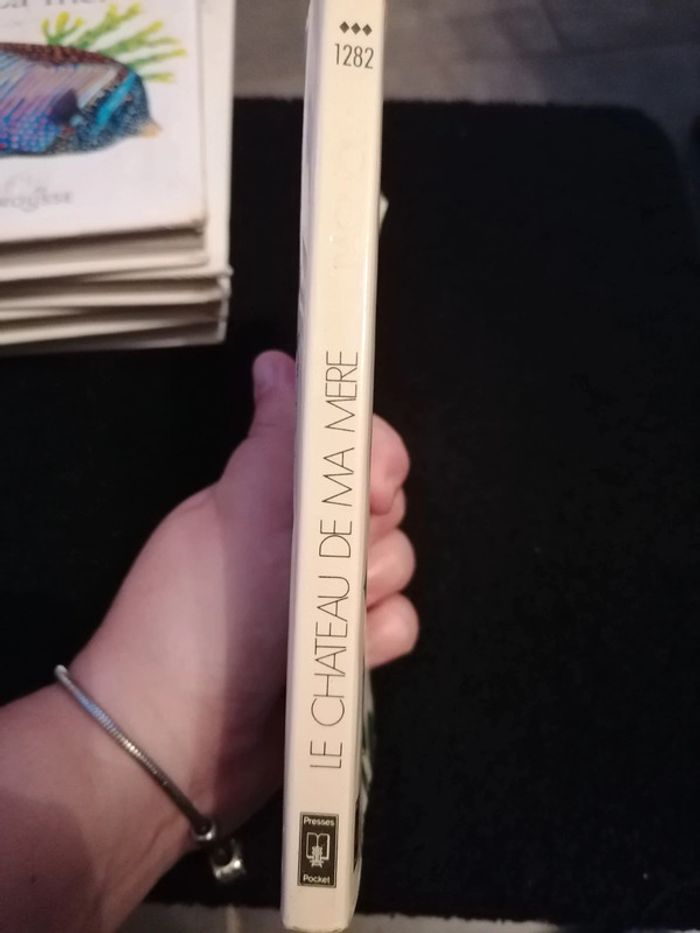 ♦♦♦
1282
LE CHATEAU DE MA MERE
Presses
Pocket